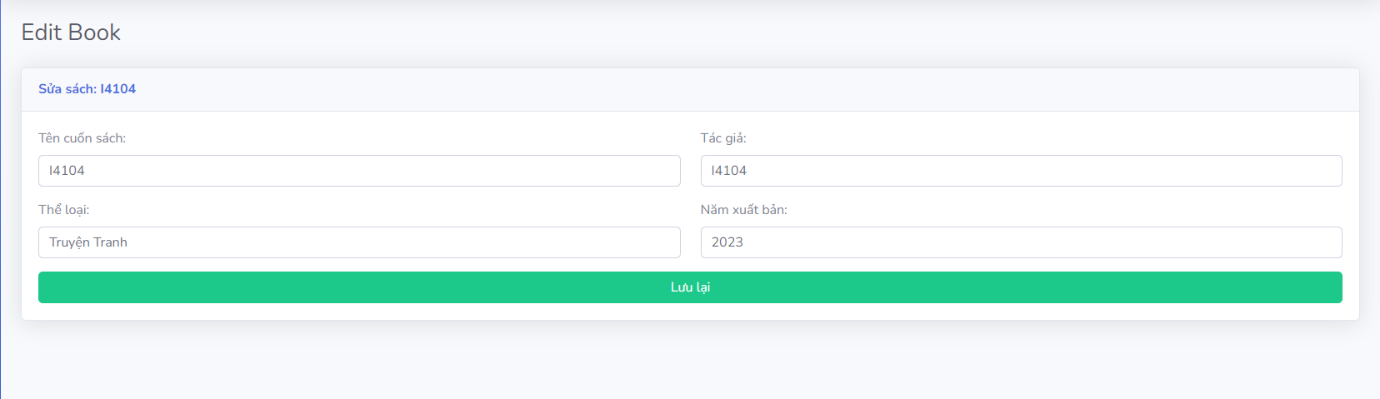 Edit Book
Sửa sách: I4104
Tên cuốn sách:
Tác giả:
I4104
I4104
Thể loại:
Năm xuất bản:
Truyện Tranh
2023
Lưu lại